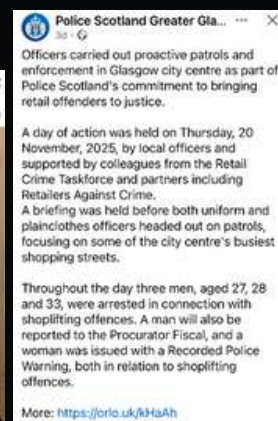 Police Scotland Greater Gla...
3d
Officers carried out proactive patrols and
enforcement in Glasgow city centre as part of
Police Scotland's commitment to bringing
retail offenders to justice.
A day of action was held on Thursday, 20
November, 2025, by local officers and
supported by colleagues from the Retail
Crime Taskforce and partners including
Retailers Against Crime.
A briefing was held before both uniform and
plainclothes officers headed out on patrols,
focusing on some of the city centre's busiest
shopping streets.
Throughout the day three men, aged 27, 28
and 33, were arrested in connection with
shoplifting offences. A man will also be
reported to the Procurator Fiscal, and a
woman was issued with a Recorded Police
Warning, both in relation to shoplifting
offences.
More: https://orlo.uk/kHaAh